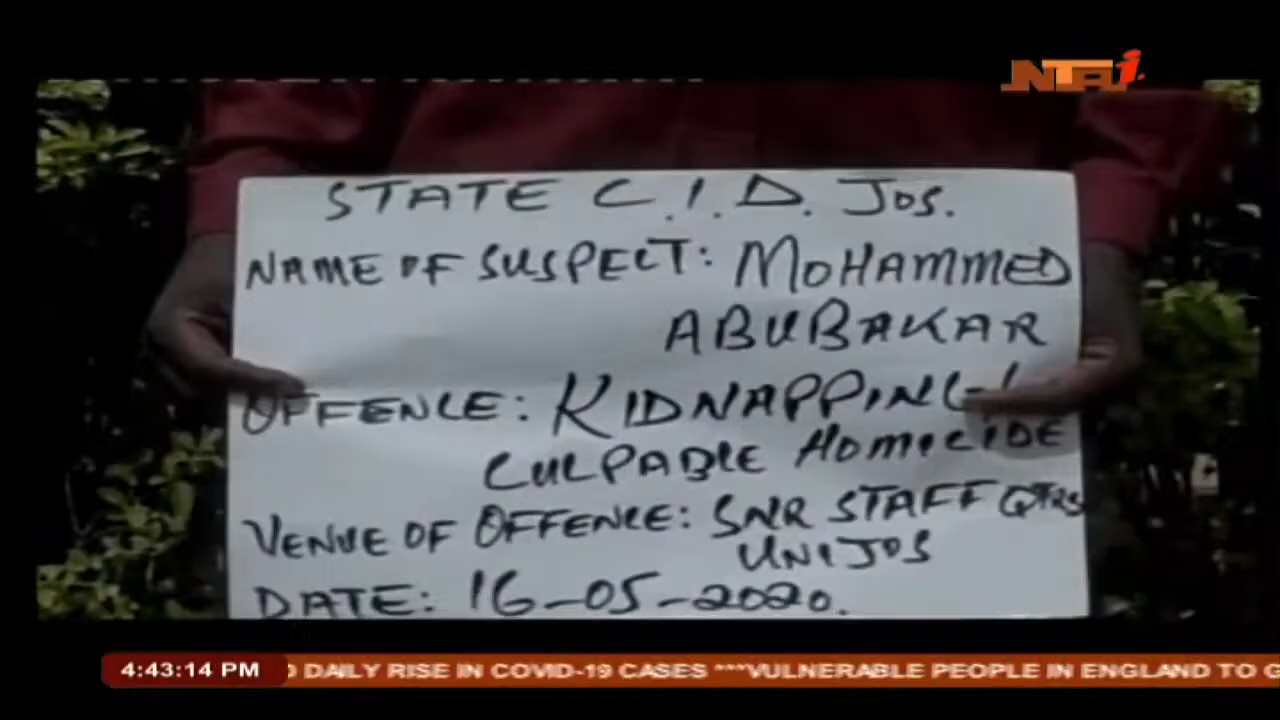 NTAi.
STATE C.I.D. JOS.
NAME OF SUSPECT: MOHAMMED
ABUBAKAR
OFFENCE: KIDNAPPING
CULPABLE HOMICIDE
VENUE OF OFFENCE: SNR STAFF QTRS
UNIJOS
DATE: 16-05-2020.
4:43:14 PM
DAILY RISE IN COVID-19 CASES ***VULNERABLE PEOPLE IN ENGLAND TO